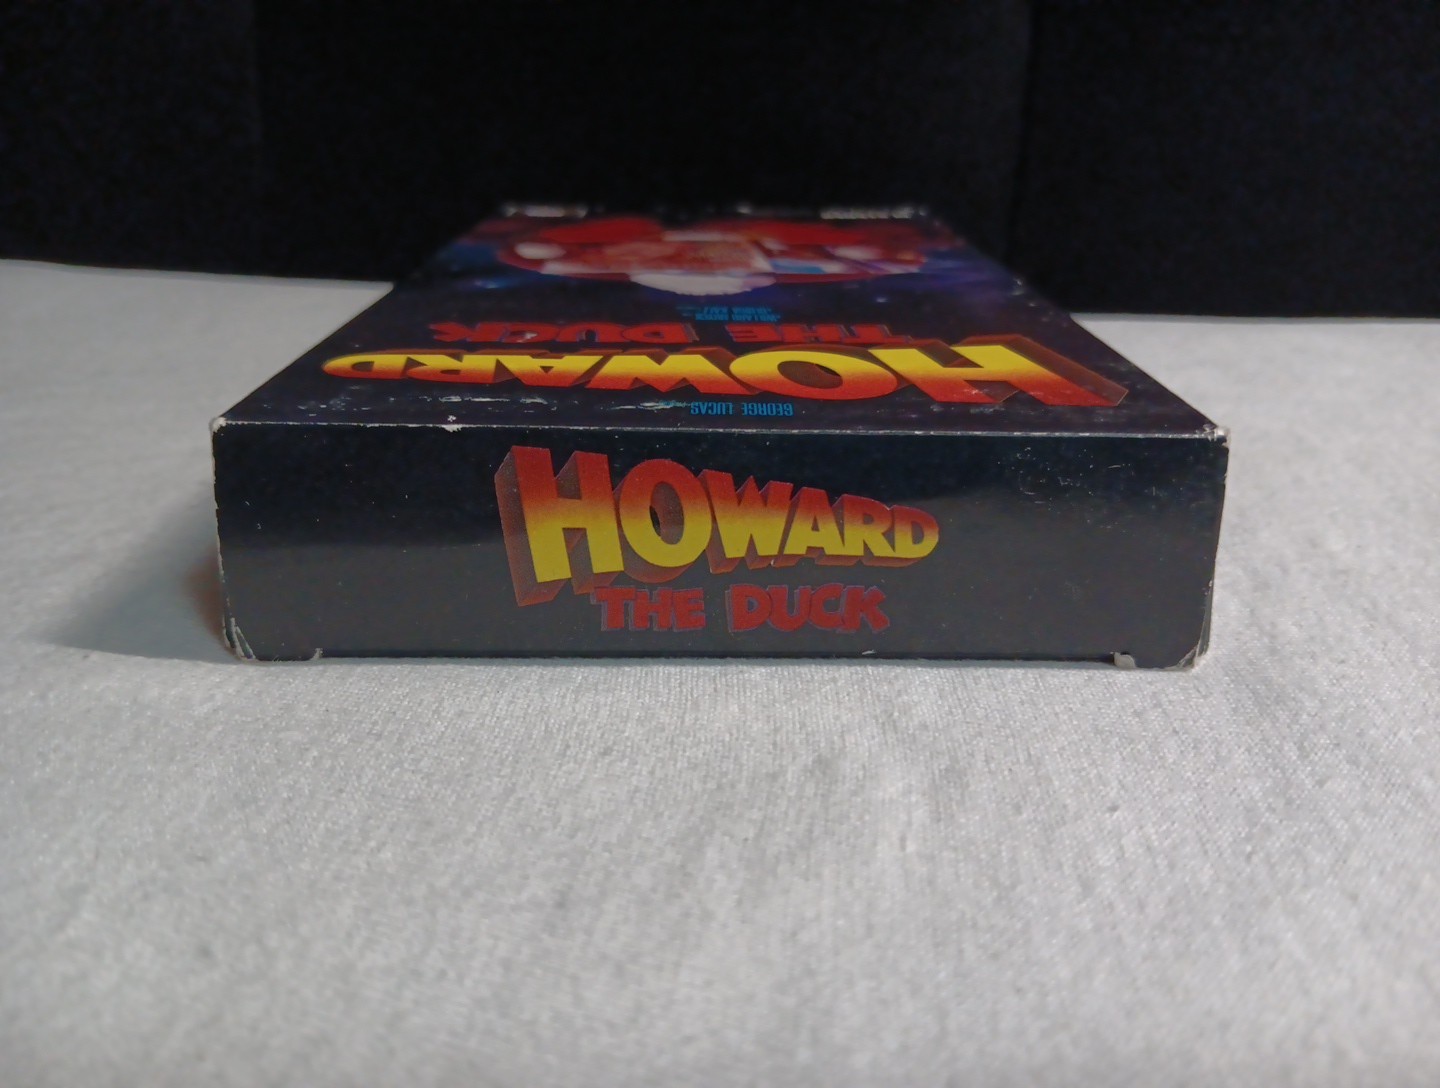 HOWARD
THE DUCK
GEORGE LUCAS
HOWARD
THE DUCK